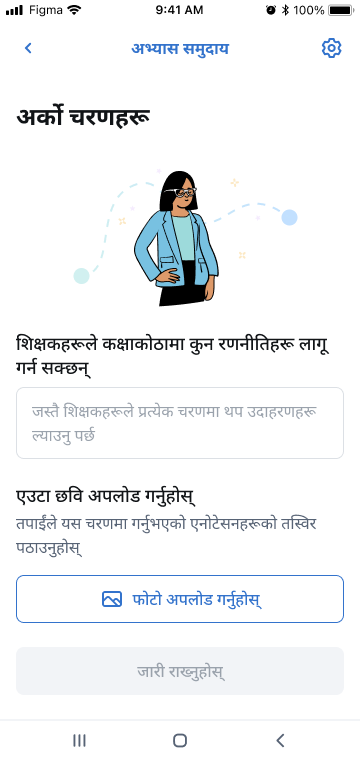 Figma 9:41 AM 100%
अभ्यास समुदाय
अर्को चरणहरू
शिक्षकहरूले कक्षाकोठामा कुन रणनीतिहरू लागू
गर्न सक्छन्
जस्तै शिक्षकहरूले प्रत्येक चरणमा थप उदाहरणहरू
ल्याउनु पर्छ
एउटा छवि अपलोड गर्नुहोस्
तपाईंले यस चरणमा गर्नुभएको एनोटेसनहरूको तस्विर
पठाउनुहोस्
फोटो अपलोड गर्नुहोस्
जारी राख्नुहोस्